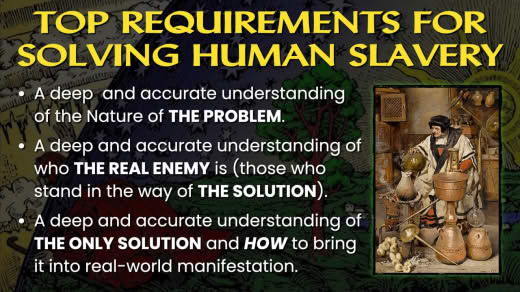 TOP REQUIREMENTS FOR
SOLVING HUMAN SLAVERY
• A deep and accurate understanding
of the Nature of THE PROBLEM.
• A deep and accurate understanding of
who THE REAL ENEMY is (those who
stand in the way of THE SOLUTION).
• A deep and accurate understanding of
THE ONLY SOLUTION and HOW to bring
it into real-world manifestation.